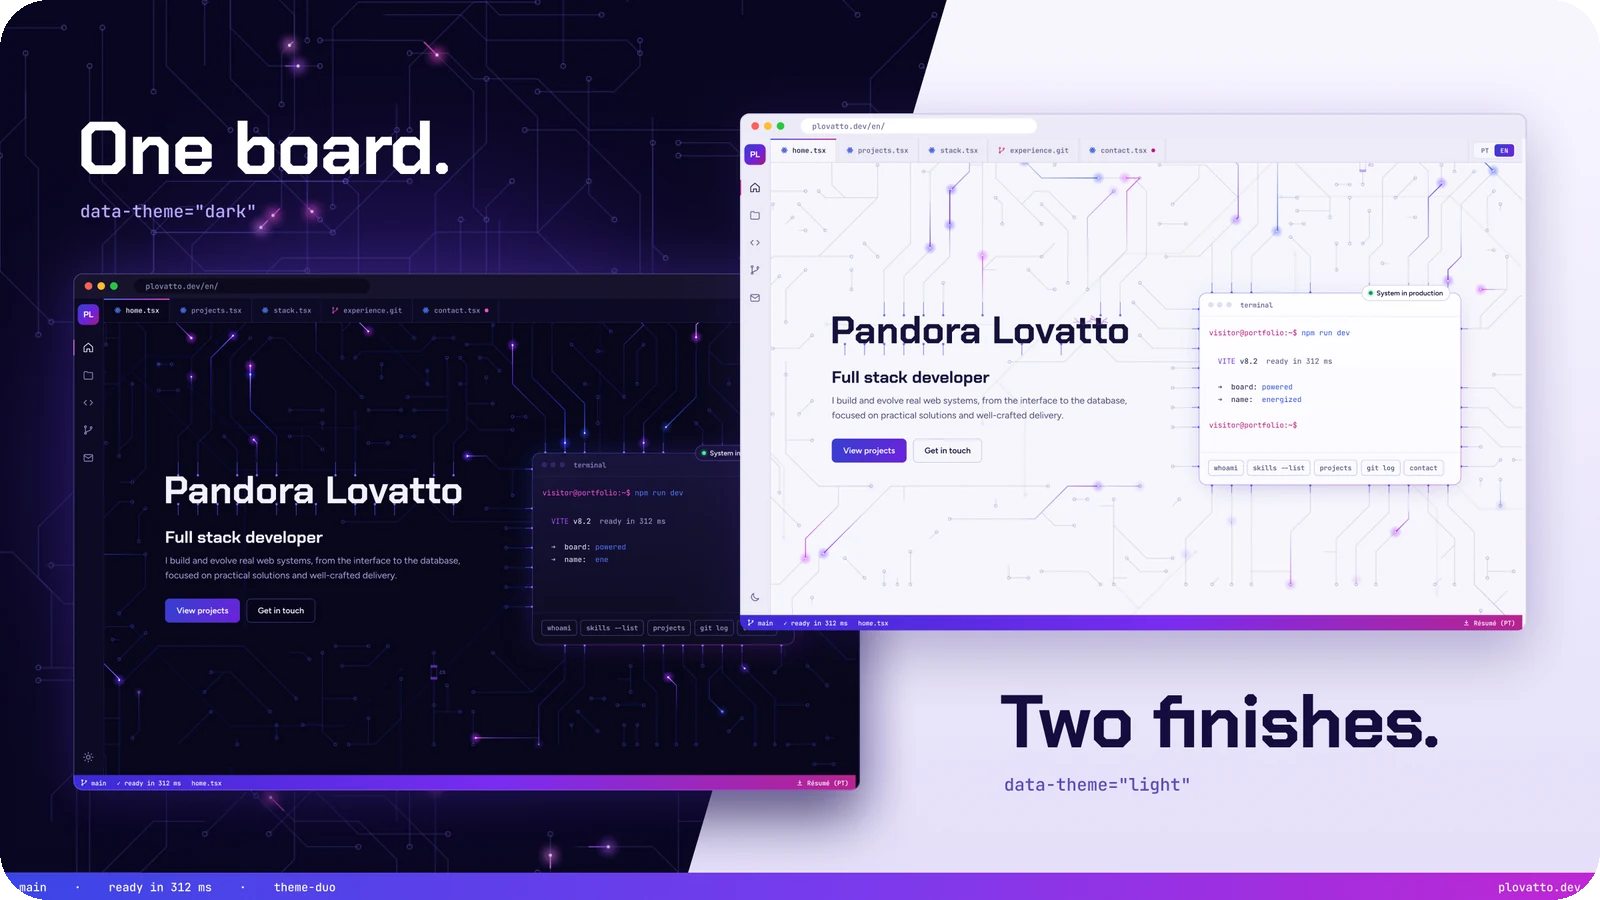 One board.
data-theme="dark"
plovatto.dev/en/
PL
home.tsx
projects.tsx
stack.tsx
experience.git
contact.tsx
Pandora Lovatto
Full stack developer
I build and evolve real web systems, from the interface to the database,
focused on practical solutions and well-crafted delivery.
View projects
Get in touch
System in
terminal
visitor@portfolio:~$ npm run dev
VITE v8.2 ready in 312 ms
→ board: powered
→ name: ene
whoami
skills --list
projects
git log
main ✓ ready in 312 ms home.tsx
Résumé (PT)
plovatto.dev/en/
PL
home.tsx
projects.tsx
stack.tsx
experience.git
contact.tsx
PT EN
Pandora Lovatto
Full stack developer
I build and evolve real web systems, from the interface to the database,
focused on practical solutions and well-crafted delivery.
View projects
Get in touch
System in production
terminal
visitor@portfolio:~$ npm run dev
VITE v8.2 ready in 312 ms
→ board: powered
→ name: energized
visitor@portfolio:~$
whoami
skills --list
projects
git log
contact
main ✓ ready in 312 ms home.tsx
Résumé (PT)
Two finishes.
data-theme="light"
main · ready in 312 ms · theme-duo
plovatto.dev